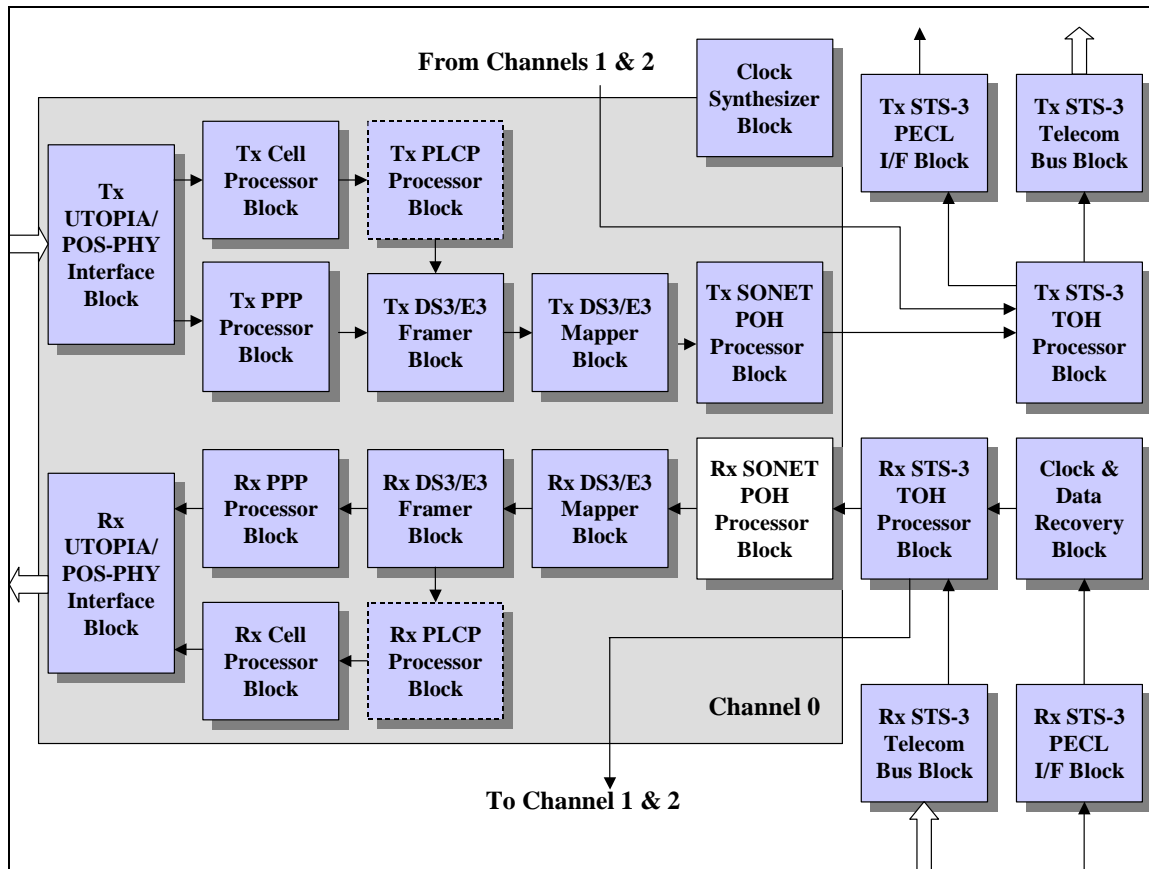 From Channels 1 & 2
Clock
Synthesizer
Block
Tx STS-3
PECL
I/F Block
Tx STS-3
Telecom
Bus Block
Tx
UTOPIA/
POS-PHY
Interface
Block
Tx Cell
Processor
Block
Tx PLCP
Processor
Block
Tx PPP
Processor
Block
Tx DS3/E3
Framer
Block
Tx DS3/E3
Mapper
Block
Tx SONET
POH
Processor
Block
Tx STS-3
TOH
Processor
Block
Rx
UTOPIA/
POS-PHY
Interface
Block
Rx PPP
Processor
Block
Rx DS3/E3
Framer
Block
Rx DS3/E3
Mapper
Block
Rx SONET
POH
Processor
Block
Rx STS-3
TOH
Processor
Block
Clock &
Data
Recovery
Block
Rx Cell
Processor
Block
Rx PLCP
Processor
Block
Channel 0
Rx STS-3
Telecom
Bus Block
Rx STS-3
PECL
I/F Block
To Channel 1 & 2